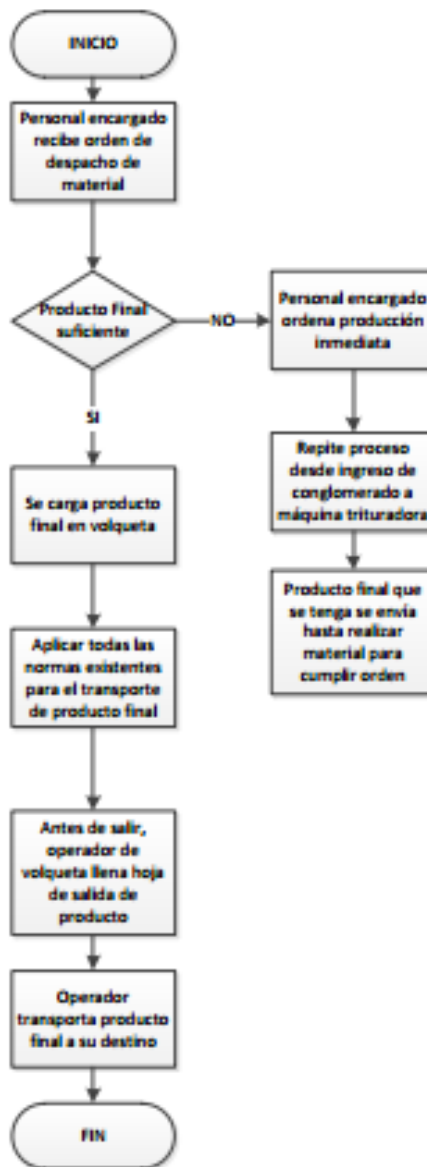 INICIO
Personal encargado
recibe orden de
despacho de
material
Producto Final
suficiente
NO
Personal encargado
ordena producción
inmediata
SI
Repite proceso
desde ingreso de
conglomerado a
máquina trituradora
Se carga producto
final en volqueta
Producto final que
se tenga se envía
hasta realizar
material para
cumplir orden
Aplicar todas las
normas existentes
para el transporte
de producto final
Antes de salir,
operador de
volqueta llena hoja
de salida de
producto
Operador
transporta producto
final a su destino
FIN